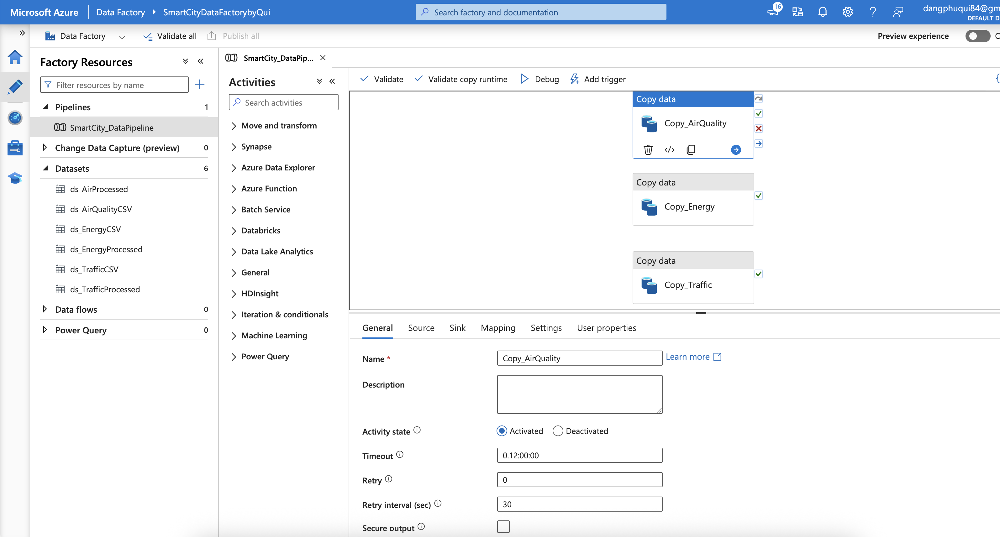 Microsoft Azure
Data Factory
SmartCityDataFactorybyQui
Search factory and documentation
16
dangphuqui84@gm
DEFAULT D
Data Factory
Validate all
Publish all
Preview experience
Factory Resources
Filter resources by name
Pipelines
1
SmartCity_DataPipeline
Change Data Capture (preview)
0
Datasets
6
ds_AirProcessed
ds_AirQualityCSV
ds_EnergyCSV
ds_EnergyProcessed
ds_TrafficCSV
ds_TrafficProcessed
Data flows
0
Power Query
0
SmartCity_DataPip...
Activities
Search activities
Move and transform
Synapse
Azure Data Explorer
Azure Function
Batch Service
Databricks
Data Lake Analytics
General
HDInsight
Iteration & conditionals
Machine Learning
Power Query
Validate
Validate copy runtime
Debug
Add trigger
Copy data
Copy_AirQuality
Copy data
Copy_Energy
Copy data
Copy_Traffic
General
Source
Sink
Mapping
Settings
User properties
Name *
Copy_AirQuality
Learn more
Description
Activity state
Activated
Deactivated
Timeout
0.12:00:00
Retry
0
Retry interval (sec)
30
Secure output